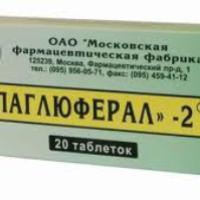 ОАО "Московская
фармацевтическая фабрика"
125239, Москва, Фармацевтический пр-д, 1
тел.: (095) 956-05-71, факс: (095) 459-41-12
ПАГЛЮФЕРАЛ» -2
20 таблеток